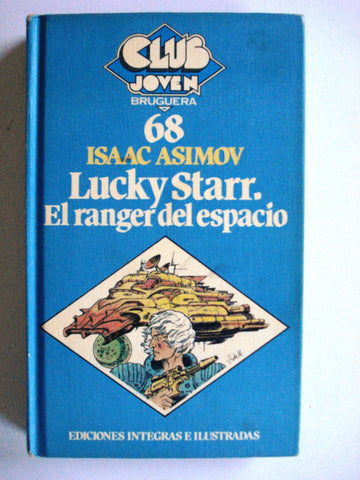 CLUB
JOVEN
BRUGUERA
68
ISAAC ASIMOV
Lucky Starr.
El ranger del espacio
EDICIONES INTEGRAS E ILUSTRADAS